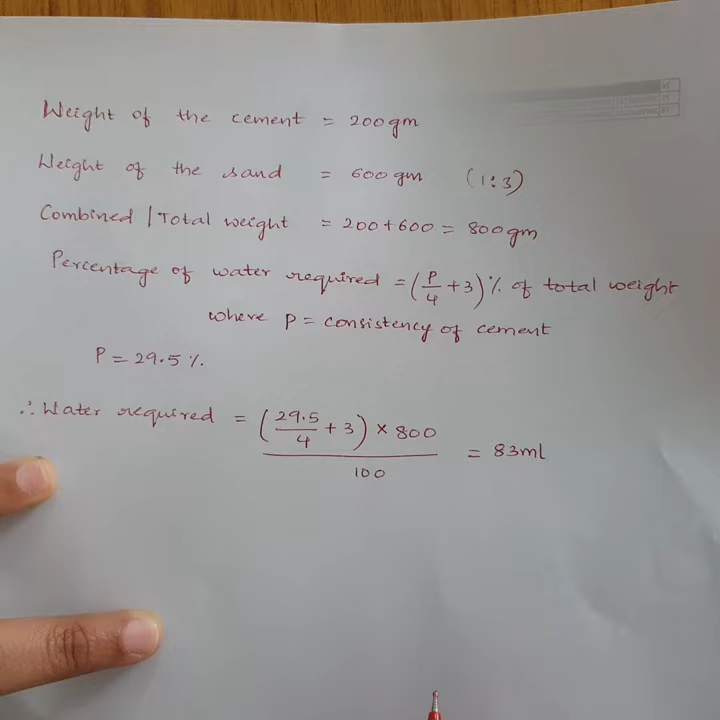 Weight of the cement = 200gm
Weight of the sand = 600 gm (1:3)
Combined / Total weight = 200+600 = 800gm
Percentage of water required = (P/4 + 3) % of total weight
where P = consistency of cement
P = 29.5 %.
∴ Water required = (29.5/4 + 3) × 800 / 100 = 83ml